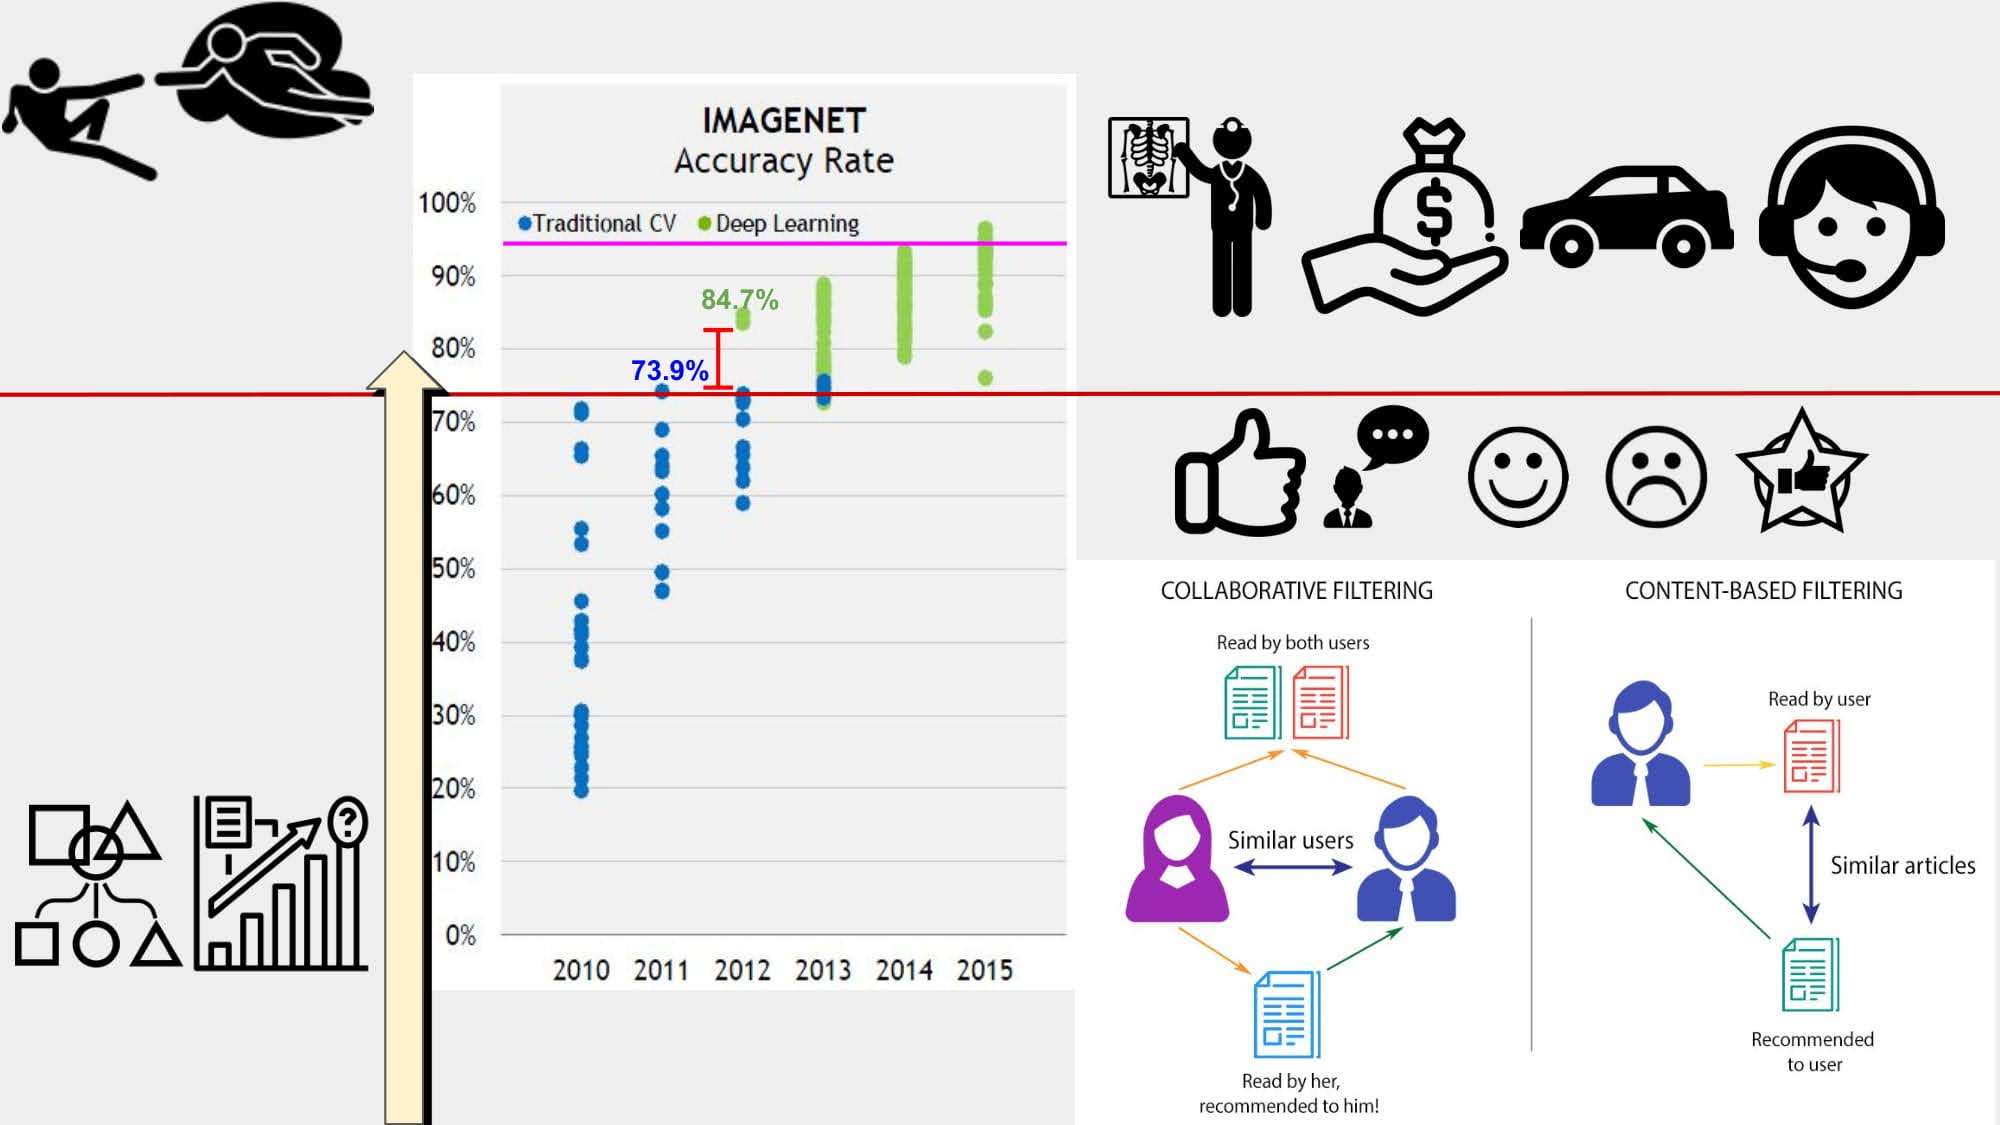 IMAGENET
Accuracy Rate
100%
Traditional CV Deep Learning
90%
84.7%
80%
73.9%
70%
60%
50%
40%
30%
20%
10%
0%
2010 2011 2012 2013 2014 2015
$
?
COLLABORATIVE FILTERING
Read by both users
Similar users
Read by her,
recommended to him!
CONTENT-BASED FILTERING
Read by user
Similar articles
Recommended
to user